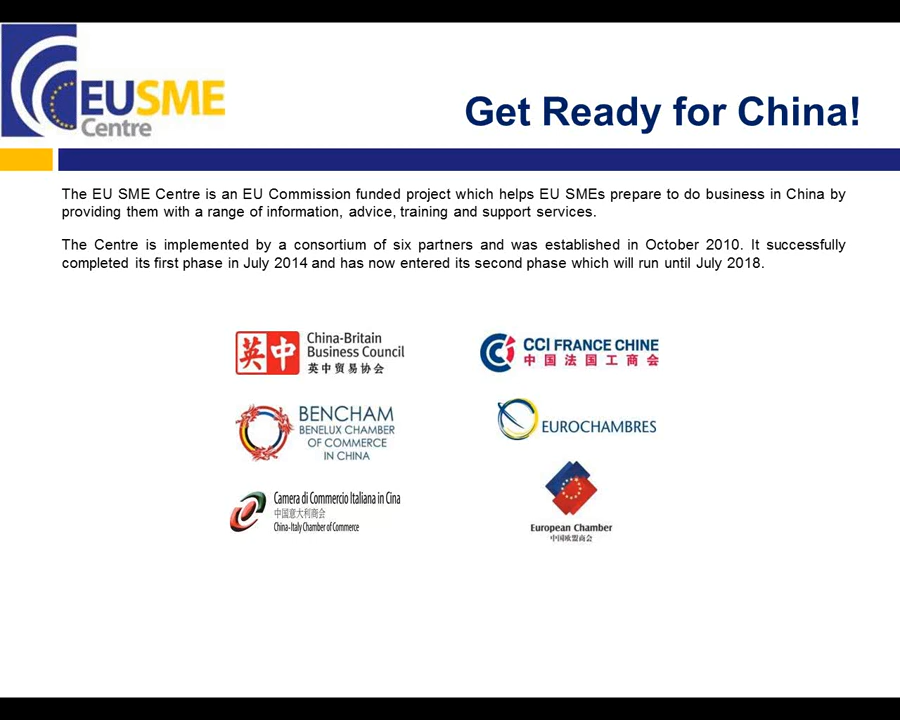 EUSME
Centre
Get Ready for China!
The EU SME Centre is an EU Commission funded project which helps EU SMEs prepare to do business in China by
providing them with a range of information, advice, training and support services.
The Centre is implemented by a consortium of six partners and was established in October 2010. It successfully
completed its first phase in July 2014 and has now entered its second phase which will run until July 2018.
英中
China-Britain
Business Council
英中贸易协会
CCI FRANCE CHINE
中国法国工商会
BENCHAM
BENELUX CHAMBER
OF COMMERCE
IN CHINA
EUROCHAMBRES
Camera di Commercio Italiana in Cina
中国意大利商会
China-Italy Chamber of Commerce
European Chamber
中国欧盟商会